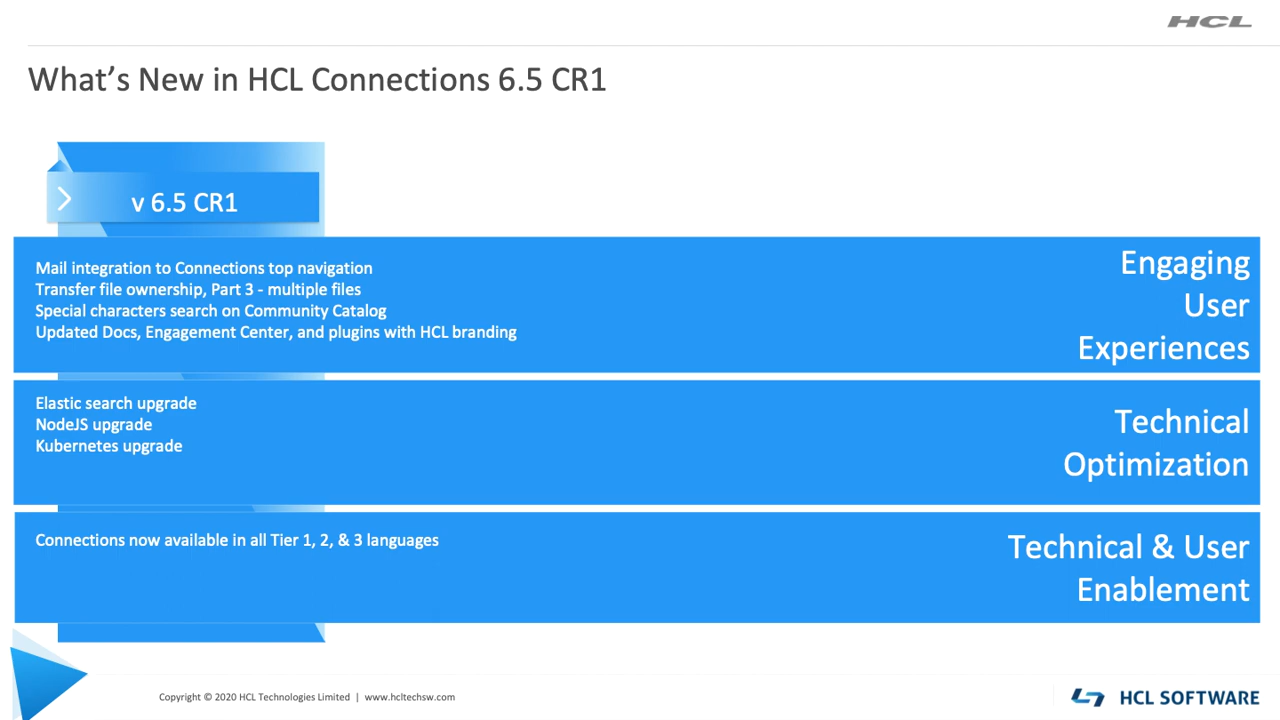 HCL
What's New in HCL Connections 6.5 CR1
v 6.5 CR1
Mail integration to Connections top navigation
Transfer file ownership, Part 3 - multiple files
Special characters search on Community Catalog
Updated Docs, Engagement Center, and plugins with HCL branding
Engaging
User
Experiences
Elastic search upgrade
NodeJS upgrade
Kubernetes upgrade
Technical
Optimization
Connections now available in all Tier 1, 2, & 3 languages
Technical & User
Enablement
Copyright © 2020 HCL Technologies Limited | www.hcltechsw.com
HCL SOFTWARE